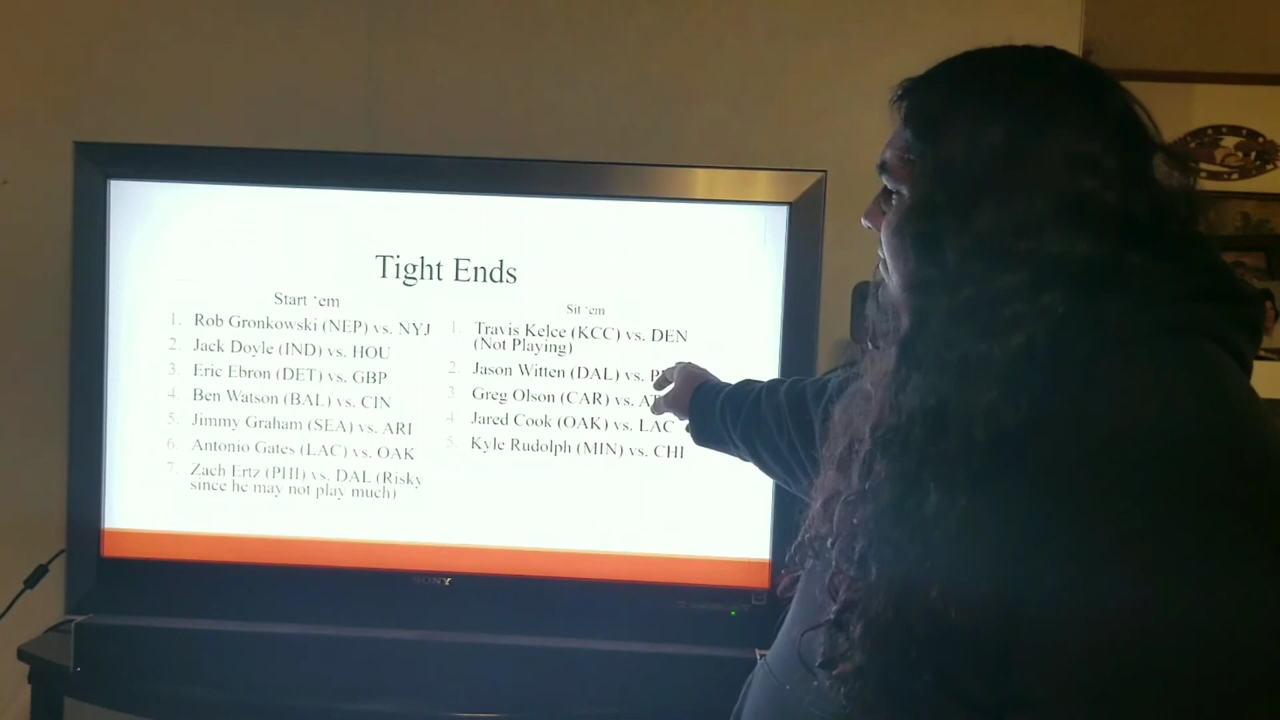 Tight Ends
Start ‘em
1. Rob Gronkowski (NEP) vs. NYJ
2. Jack Doyle (IND) vs. HOU
3. Eric Ebron (DET) vs. GBP
4. Ben Watson (BAL) vs. CIN
5. Jimmy Graham (SEA) vs. ARI
6. Antonio Gates (LAC) vs. OAK
7. Zach Ertz (PHI) vs. DAL (Risky
since he may not play much)
Sit ‘em
1. Travis Kelce (KCC) vs. DEN
(Not Playing)
2. Jason Witten (DAL) vs.
3. Greg Olson (CAR) vs.
4. Jared Cook (OAK) vs. LAC
5. Kyle Rudolph (MIN) vs. CHI
SONY